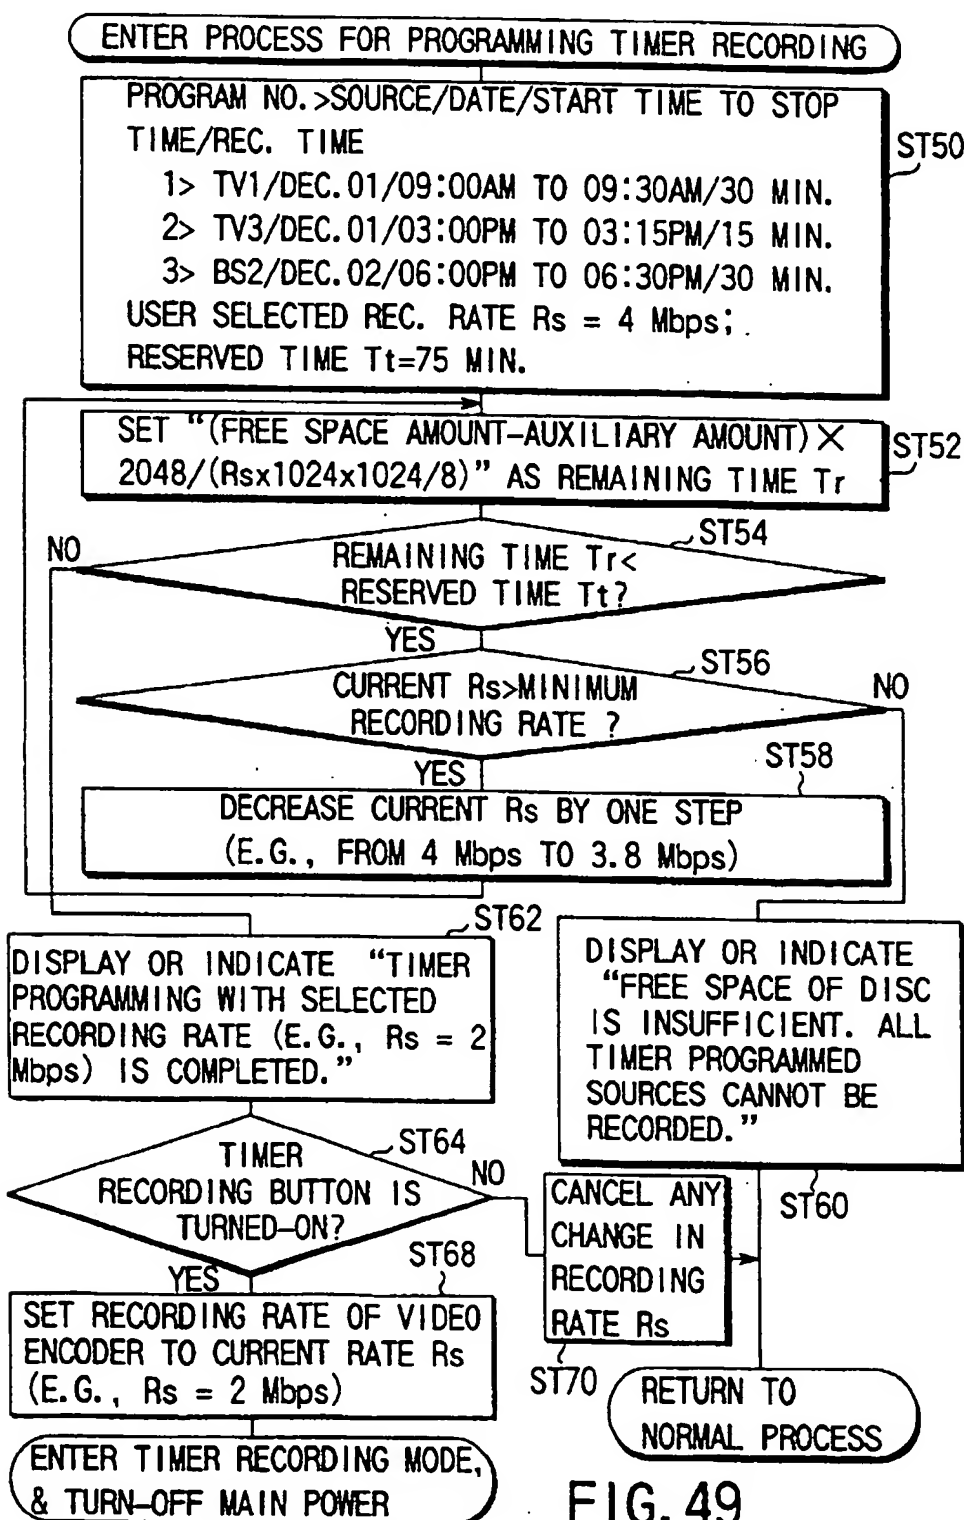 ENTER PROCESS FOR PROGRAMMING TIMER RECORDING
PROGRAM NO.>SOURCE/DATE/START TIME TO STOP
TIME/REC. TIME
1> TV1/DEC.01/09:00AM TO 09:30AM/30 MIN.
2> TV3/DEC.01/03:00PM TO 03:15PM/15 MIN.
3> BS2/DEC.02/06:00PM TO 06:30PM/30 MIN.
USER SELECTED REC. RATE Rs = 4 Mbps;
RESERVED TIME Tt=75 MIN.
ST50
SET “(FREE SPACE AMOUNT–AUXILIARY AMOUNT)×
2048/(Rsx1024x1024/8)” AS REMAINING TIME Tr
ST52
ST54
NO
REMAINING TIME Tr<
RESERVED TIME Tt?
YES
ST56
CURRENT Rs>MINIMUM
RECORDING RATE ?
NO
YES
ST58
DECREASE CURRENT Rs BY ONE STEP
(E.G., FROM 4 Mbps TO 3.8 Mbps)
ST62
DISPLAY OR INDICATE “TIMER
PROGRAMMING WITH SELECTED
RECORDING RATE (E.G., Rs = 2
Mbps) IS COMPLETED.”
DISPLAY OR INDICATE
“FREE SPACE OF DISC
IS INSUFFICIENT. ALL
TIMER PROGRAMMED
SOURCES CANNOT BE
RECORDED.”
ST60
ST64
TIMER
RECORDING BUTTON IS
TURNED–ON?
NO
YES
CANCEL ANY
CHANGE IN
RECORDING
RATE Rs
ST70
ST68
SET RECORDING RATE OF VIDEO
ENCODER TO CURRENT RATE Rs
(E.G., Rs = 2 Mbps)
RETURN TO
NORMAL PROCESS
ENTER TIMER RECORDING MODE,
& TURN–OFF MAIN POWER
FIG. 49